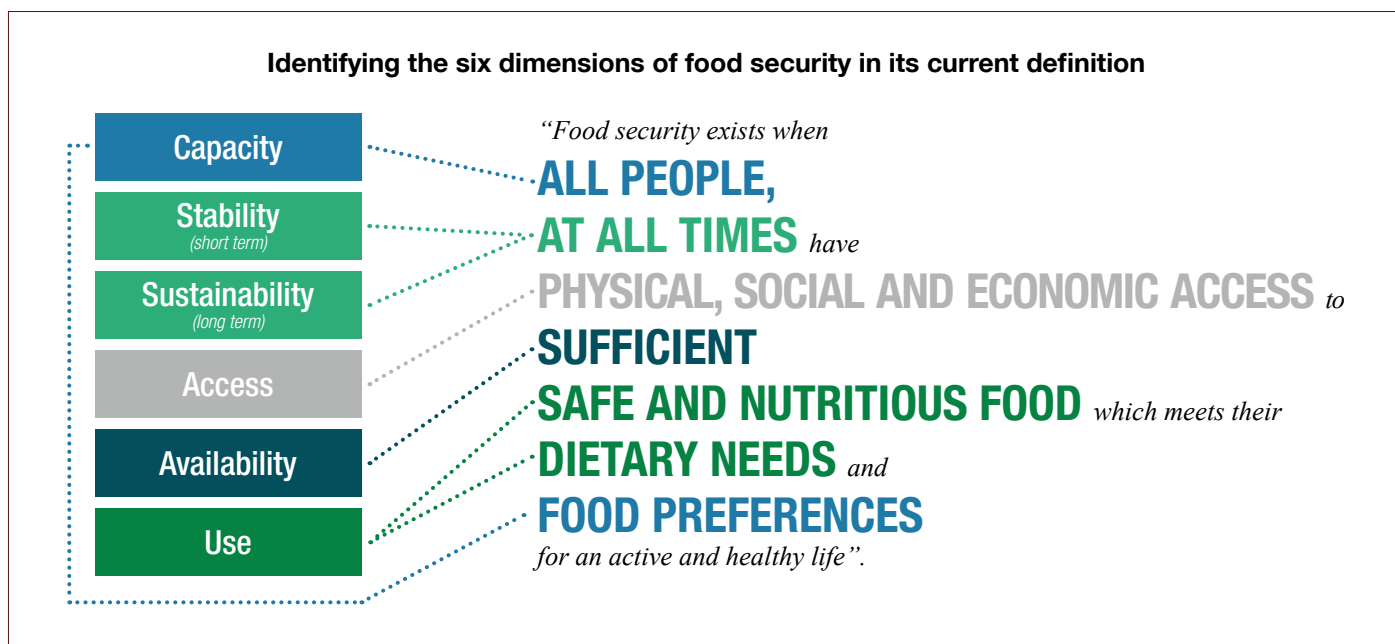 Identifying the six dimensions of food security in its current definition
Capacity
Stability
(short term)
Sustainability
(long term)
Access
Availability
Use
“Food security exists when
ALL PEOPLE,
AT ALL TIMES have
PHYSICAL, SOCIAL AND ECONOMIC ACCESS to
SUFFICIENT
SAFE AND NUTRITIOUS FOOD which meets their
DIETARY NEEDS and
FOOD PREFERENCES
for an active and healthy life”.